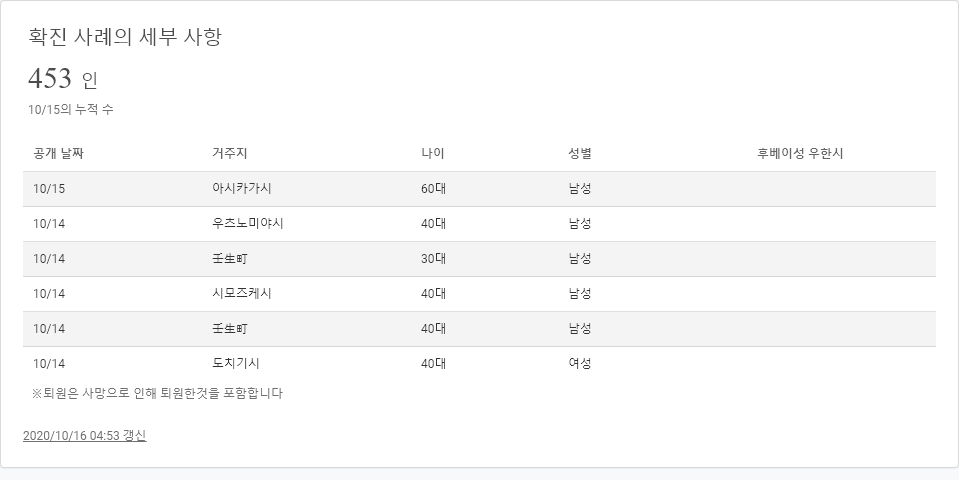 확진 사례의 세부 사항
453 인
10/15의 누적 수
공개 날짜 거주지 나이 성별 후베이성 우한시
10/15 아시카가시 60대 남성
10/14 우츠노미야시 40대 남성
10/14 壬生町 30대 남성
10/14 시모츠케시 40대 남성
10/14 壬生町 40대 남성
10/14 도치기시 40대 여성
※퇴원은 사망으로 인해 퇴원한것을 포함합니다
2020/10/16 04:53 갱신